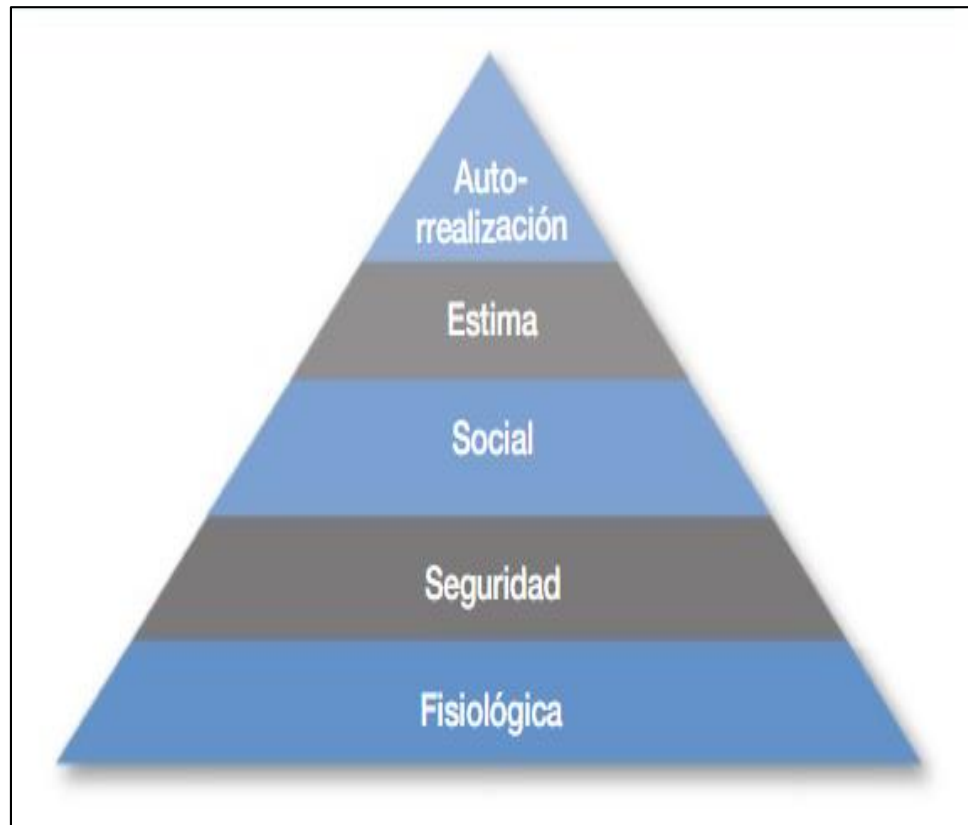 Auto-
rrealización
Estima
Social
Seguridad
Fisiológica